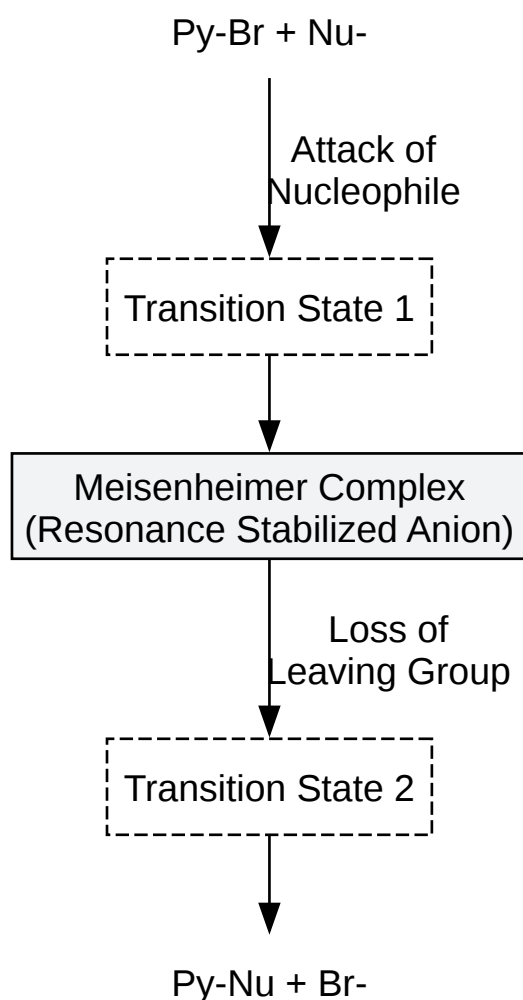 Py-Br + Nu-
Attack of
Nucleophile
Transition State 1
Meisenheimer Complex
(Resonance Stabilized Anion)
Loss of
Leaving Group
Transition State 2
Py-Nu + Br-